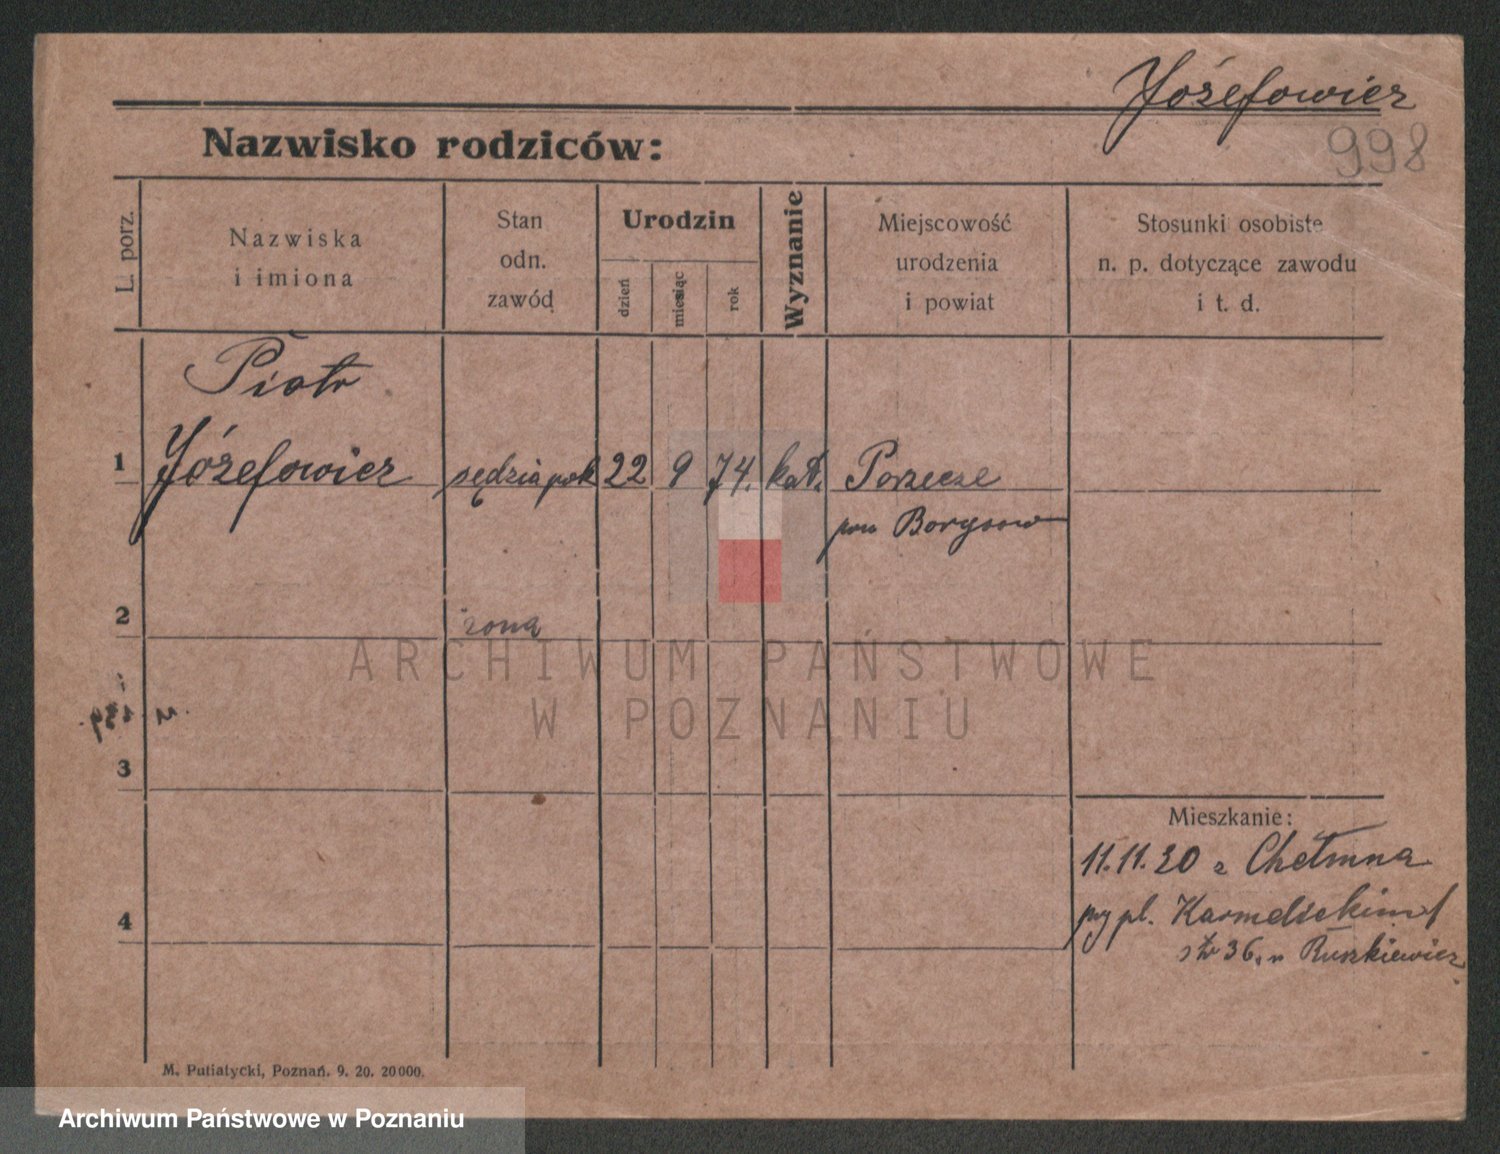 Józefowicz
998
Nazwisko rodziców:
L. porz.
Nazwiska
i imiona
Stan
odn.
zawód
Urodzin
dzień
miesiąc
rok
Wyznanie
Miejscowość
urodzenia
i powiat
Stosunki osobiste
n. p. dotyczące zawodu
i t. d.
Piotr
1 Józefowicz sędzia pok 22 9 74. kat. Porzecze
pow Borysow
2
żona
ARCHIWUM PAŃSTWOWE
W POZNANIU
3
Mieszkanie:
11.11.20 z Chełmna
przy pl. Karmelickim
4
36, u Ruszkiewicz
M. Putiatycki, Poznań. 9. 20. 20000.
Archiwum Państwowe w Poznaniu